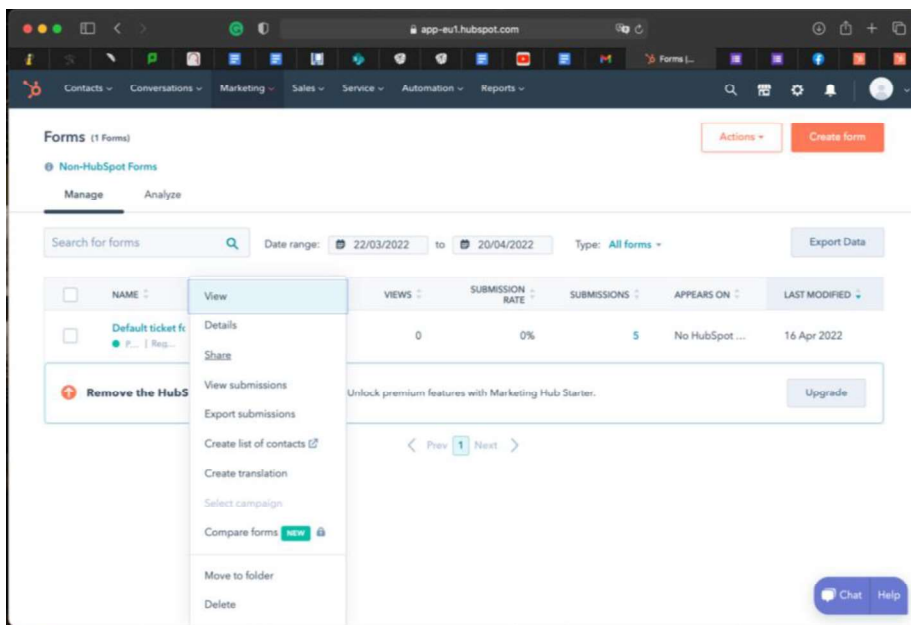 app-eu1.hubspot.com
Forms (...
Contacts Conversations Marketing Sales Service Automation Reports
Forms (1 Forms)
Actions
Create form
Non-HubSpot Forms
Manage Analyze
Search for forms
Date range: 22/03/2022 to 20/04/2022
Type: All forms
Export Data
NAME VIEWS SUBMISSION RATE SUBMISSIONS APPEARS ON LAST MODIFIED
Default ticket fo
P... | Req... 0 0% 5 No HubSpot ... 16 Apr 2022
Remove the HubS Unlock premium features with Marketing Hub Starter. Upgrade
Prev 1 Next
View
Details
Share
View submissions
Export submissions
Create list of contacts
Create translation
Select campaign
Compare forms NEW
Move to folder
Delete
Chat Help